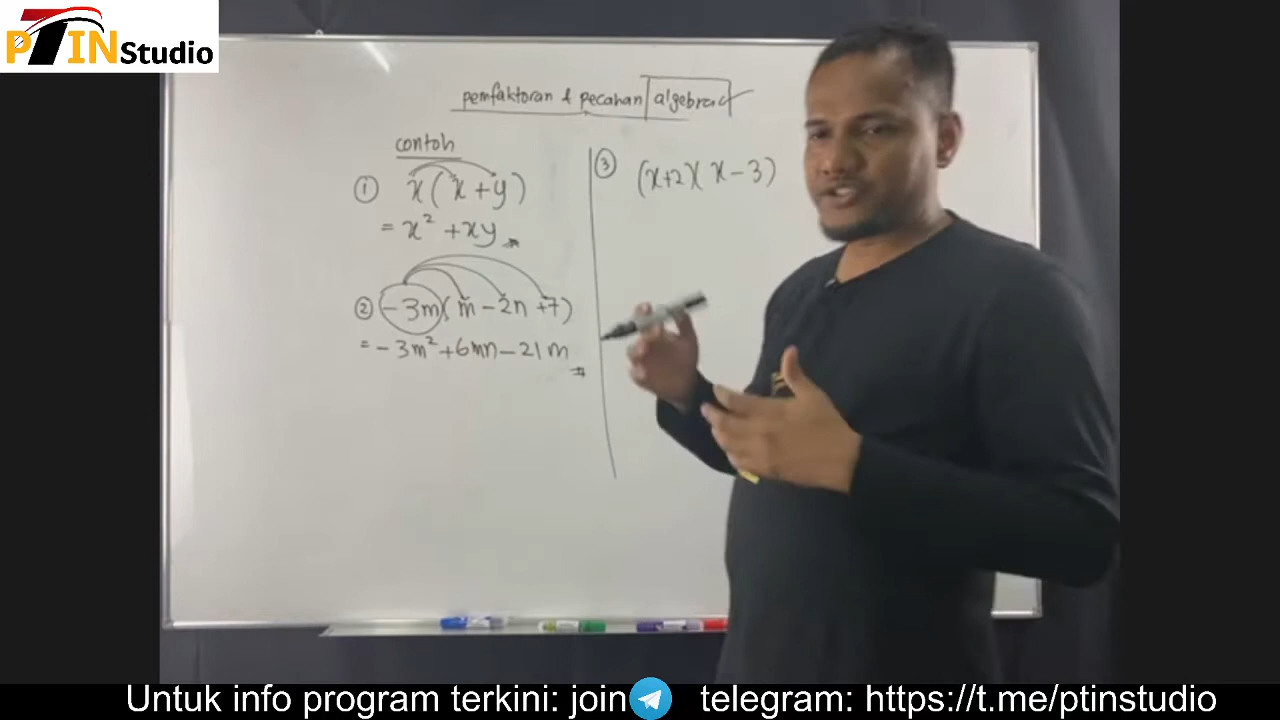 PTIN Studio
pemfaktoran & pecahan algebra
contoh
① x(x+y)
= x² + xy
② -3m(m - 2n + 7)
= -3m² + 6mn - 21m
③ (x+2)(x-3)
Untuk info program terkini: join telegram: https://t.me/ptinstudio